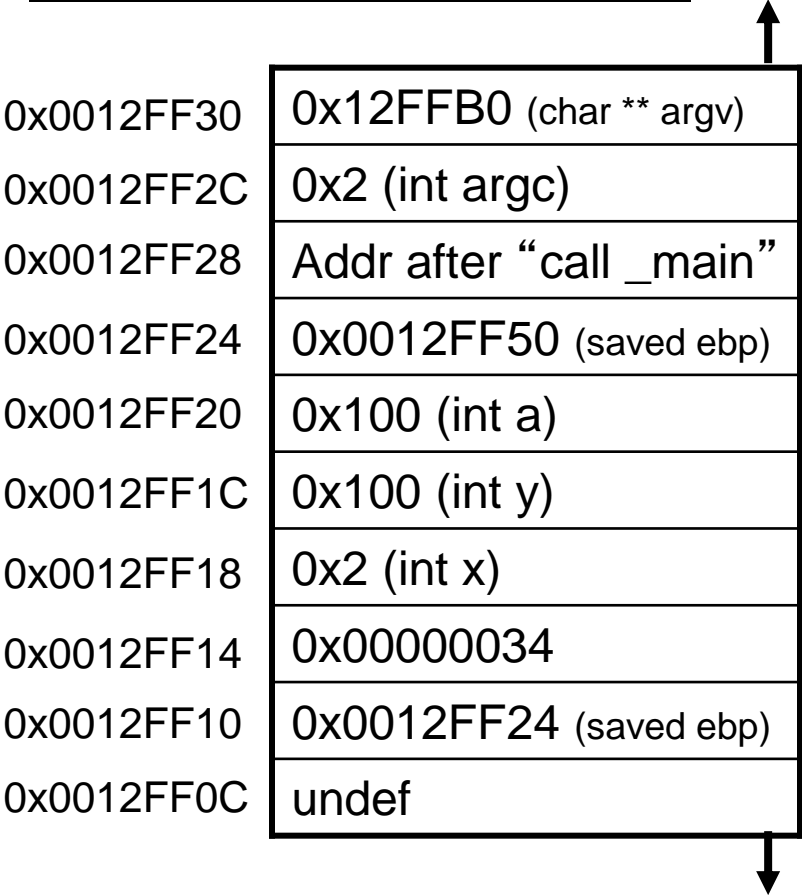 0x0012FF30 0x12FFB0 (char ** argv)
0x0012FF2C 0x2 (int argc)
0x0012FF28 Addr after “call _main”
0x0012FF24 0x0012FF50 (saved ebp)
0x0012FF20 0x100 (int a)
0x0012FF1C 0x100 (int y)
0x0012FF18 0x2 (int x)
0x0012FF14 0x00000034
0x0012FF10 0x0012FF24 (saved ebp)
0x0012FF0C undef